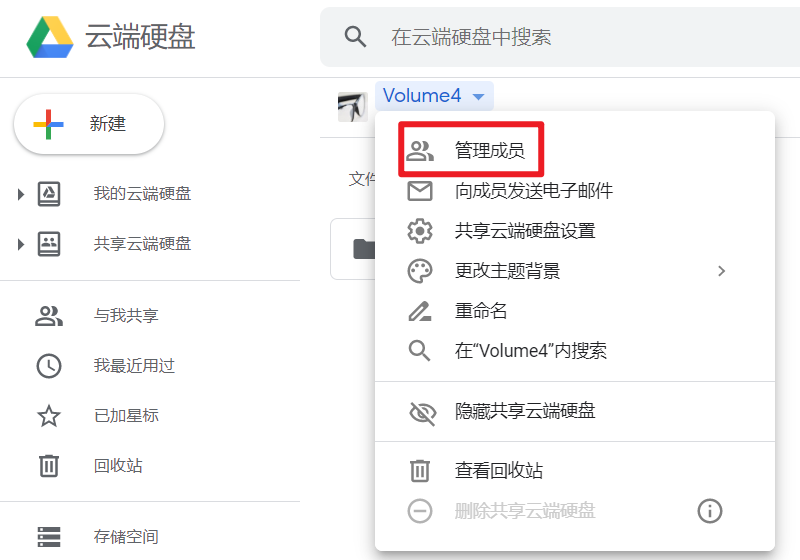 云端硬盘
在云端硬盘中搜索
Volume4
新建
我的云端硬盘
共享云端硬盘
与我共享
我最近用过
已加星标
回收站
存储空间
文件
管理成员
向成员发送电子邮件
共享云端硬盘设置
更改主题背景
重命名
在“Volume4”内搜索
隐藏共享云端硬盘
查看回收站
删除共享云端硬盘